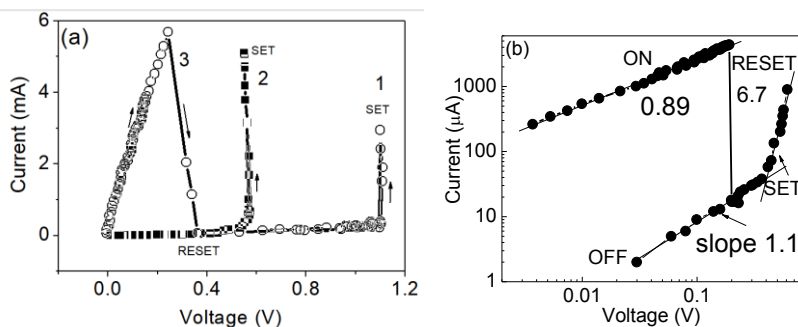 (a)
6
4
2
0
Current (mA)
0.0 0.4 0.8 1.2
Voltage (V)
3
SET
2
1
SET
RESET
(b)
1000
100
10
1
Current (μA)
0.01 0.1
Voltage (V)
ON
0.89
RESET
6.7
SET
OFF
slope 1.1